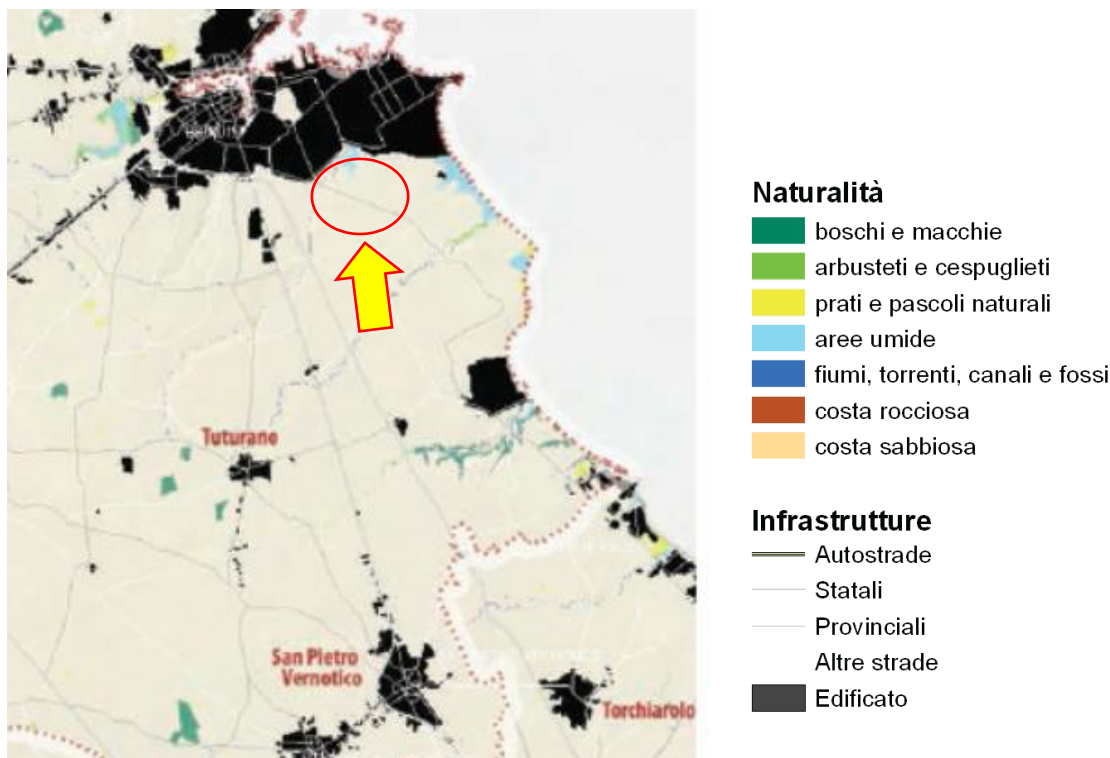 Tuturano
San Pietro
Vernotico
Torchiarolo
Naturalità
boschi e macchie
arbusteti e cespuglieti
prati e pascoli naturali
aree umide
fiumi, torrenti, canali e fossi
costa rocciosa
costa sabbiosa
Infrastrutture
Autostrade
Statali
Provinciali
Altre strade
Edificato